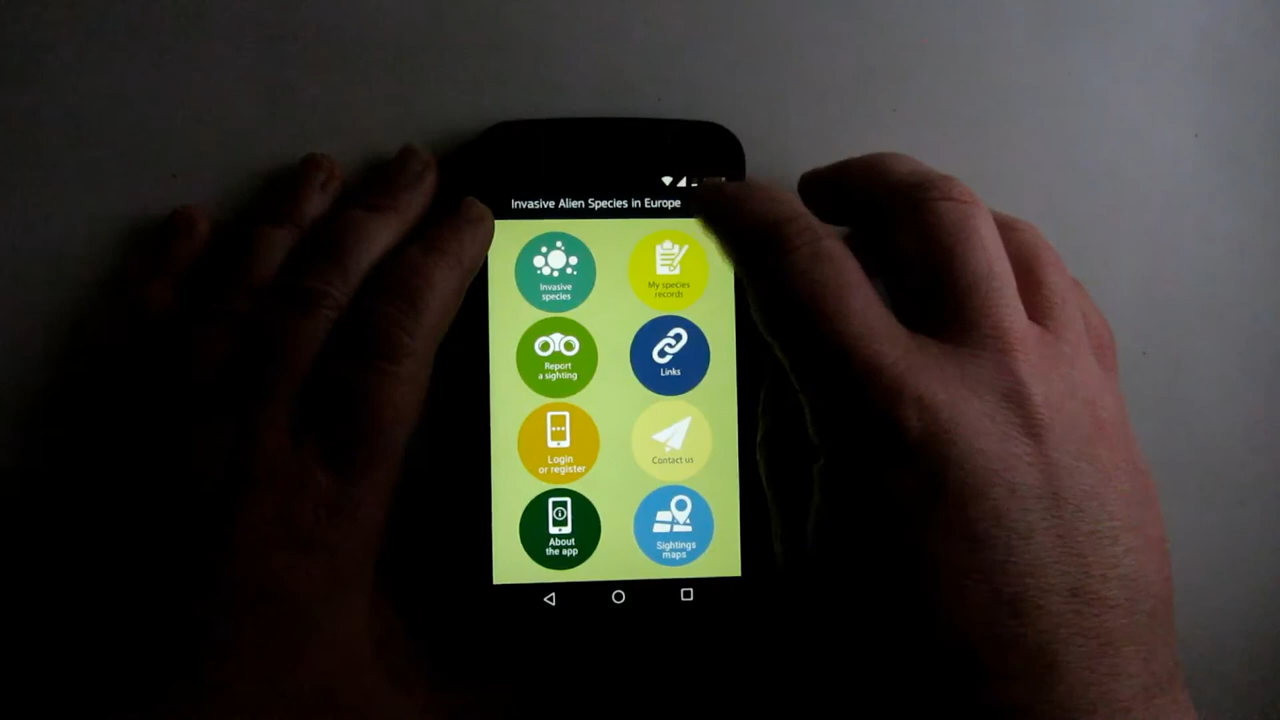 Invasive Alien Species in Europe
Invasive
species
My species
records
Report
a sighting
Links
Login
or register
Contact us
About
the app
Sightings
maps